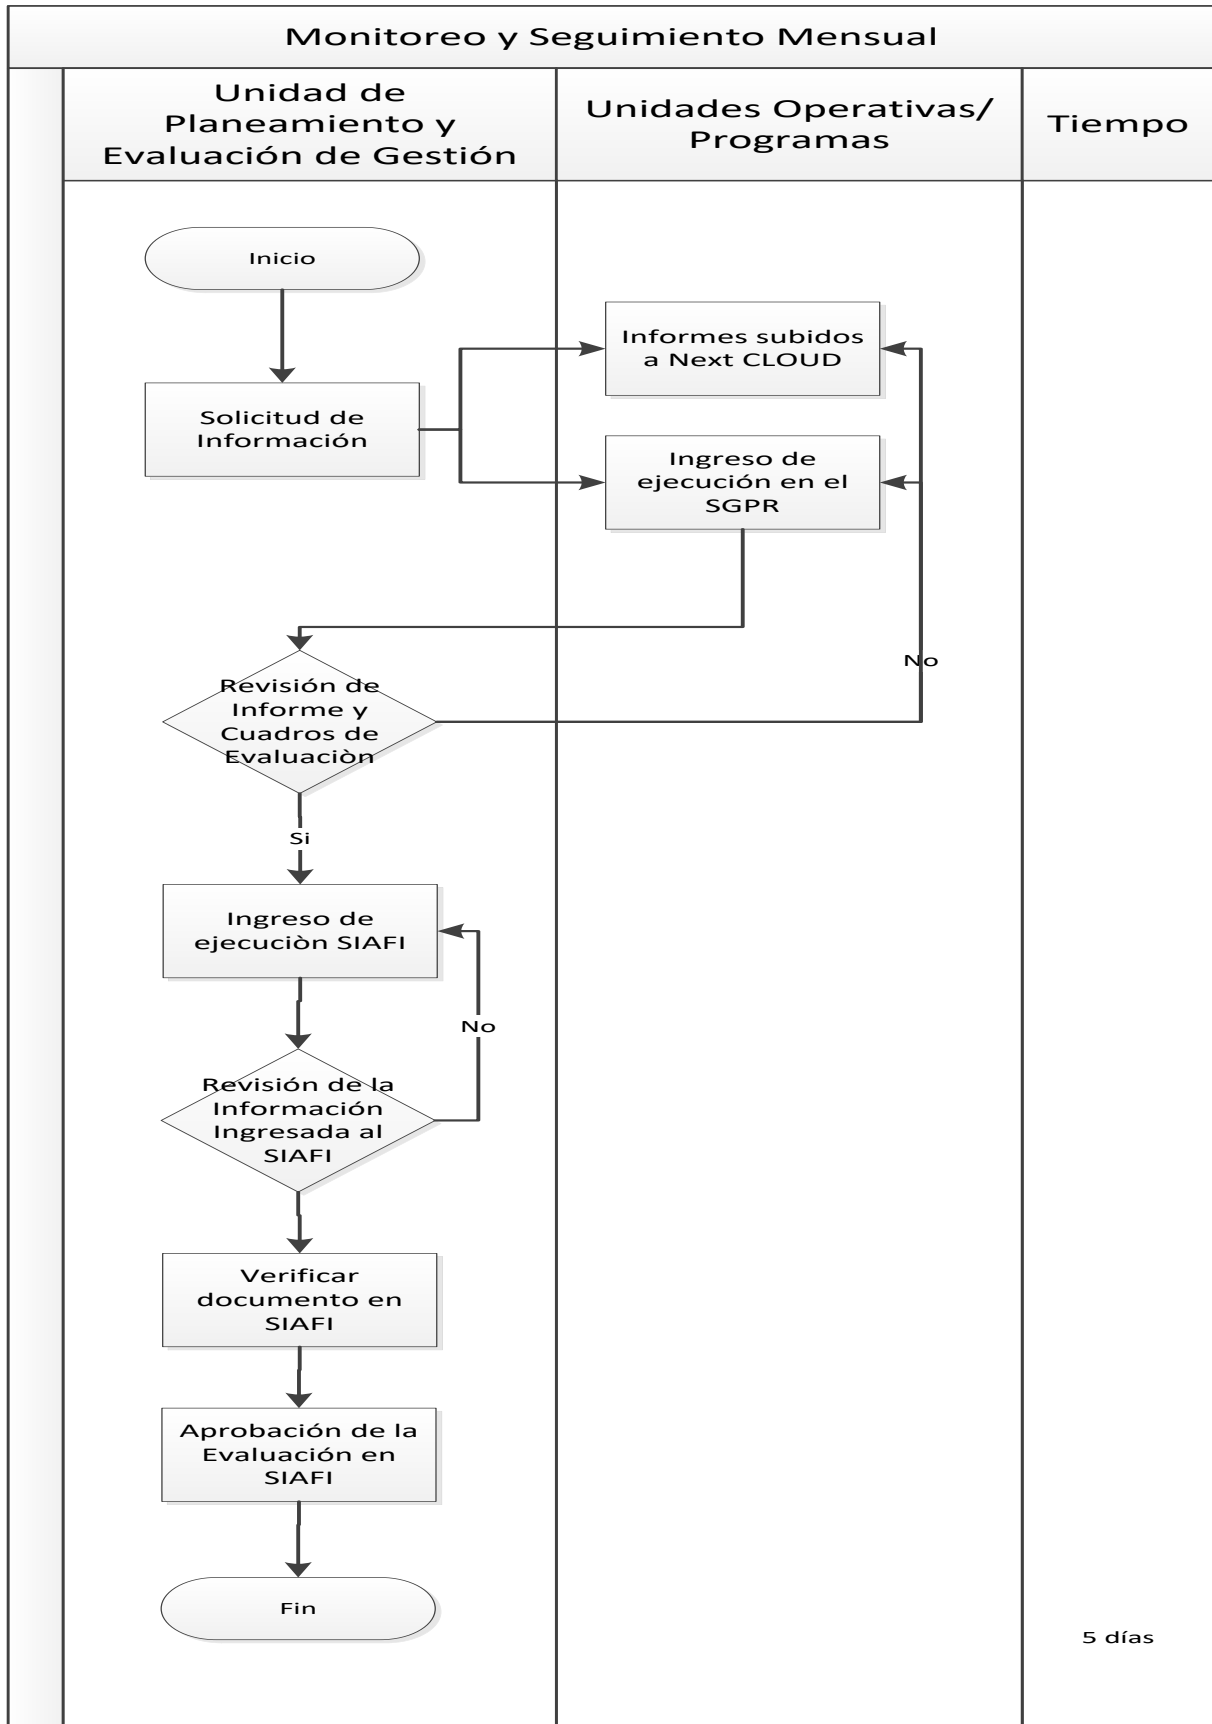 Monitoreo y Seguimiento Mensual
Unidad de
Planeamiento y
Evaluación de Gestión
Unidades Operativas/
Programas
Tiempo
Inicio
Informes subidos
a Next CLOUD
Solicitud de
Información
Ingreso de
ejecución en el
SGPR
No
Revisión de
Informe y
Cuadros de
Evaluaciòn
Si
Ingreso de
ejecuciòn SIAFI
No
Revisión de la
Información
Ingresada al
SIAFI
Verificar
documento en
SIAFI
Aprobación de la
Evaluación en
SIAFI
Fin
5 días